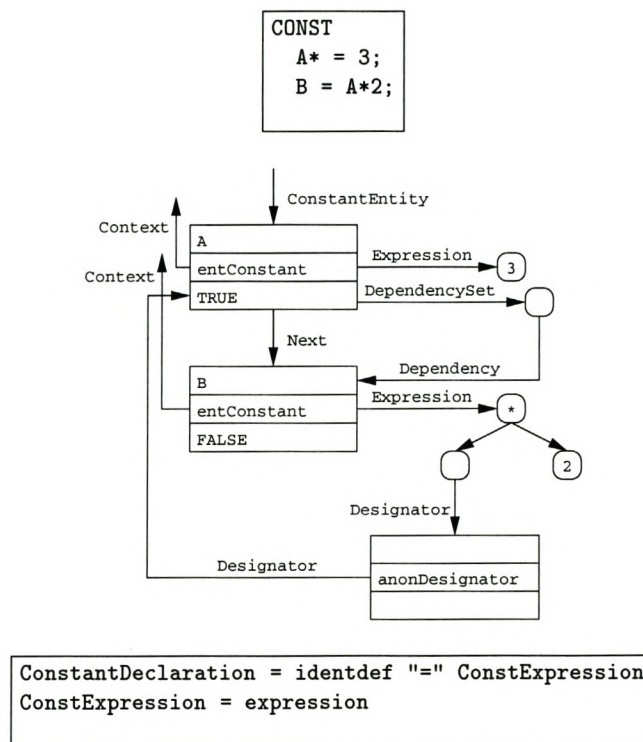 CONST
A* = 3;
B = A*2;
ConstantEntity
Context
A
Context
entConstant
Expression
3
TRUE
DependencySet
Next
Dependency
B
Expression
entConstant
*
FALSE
2
Designator
Designator
anonDesignator
ConstantDeclaration = identdef "=" ConstExpression
ConstExpression = expression